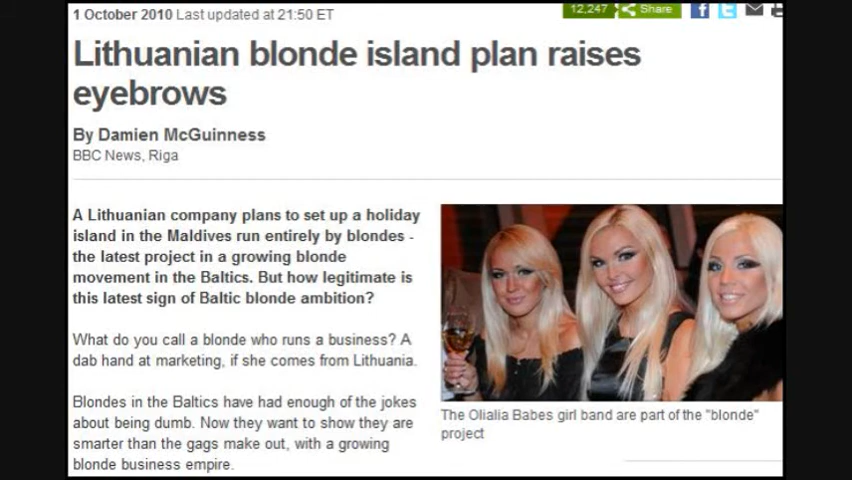 1 October 2010 Last updated at 21:50 ET
12,247 Share
Lithuanian blonde island plan raises
eyebrows
By Damien McGuinness
BBC News, Riga
A Lithuanian company plans to set up a holiday
island in the Maldives run entirely by blondes -
the latest project in a growing blonde
movement in the Baltics. But how legitimate is
this latest sign of Baltic blonde ambition?
What do you call a blonde who runs a business? A
dab hand at marketing, if she comes from Lithuania.
Blondes in the Baltics have had enough of the jokes
about being dumb. Now they want to show they are
smarter than the gags make out, with a growing
blonde business empire.
The Olialia Babes girl band are part of the "blonde"
project